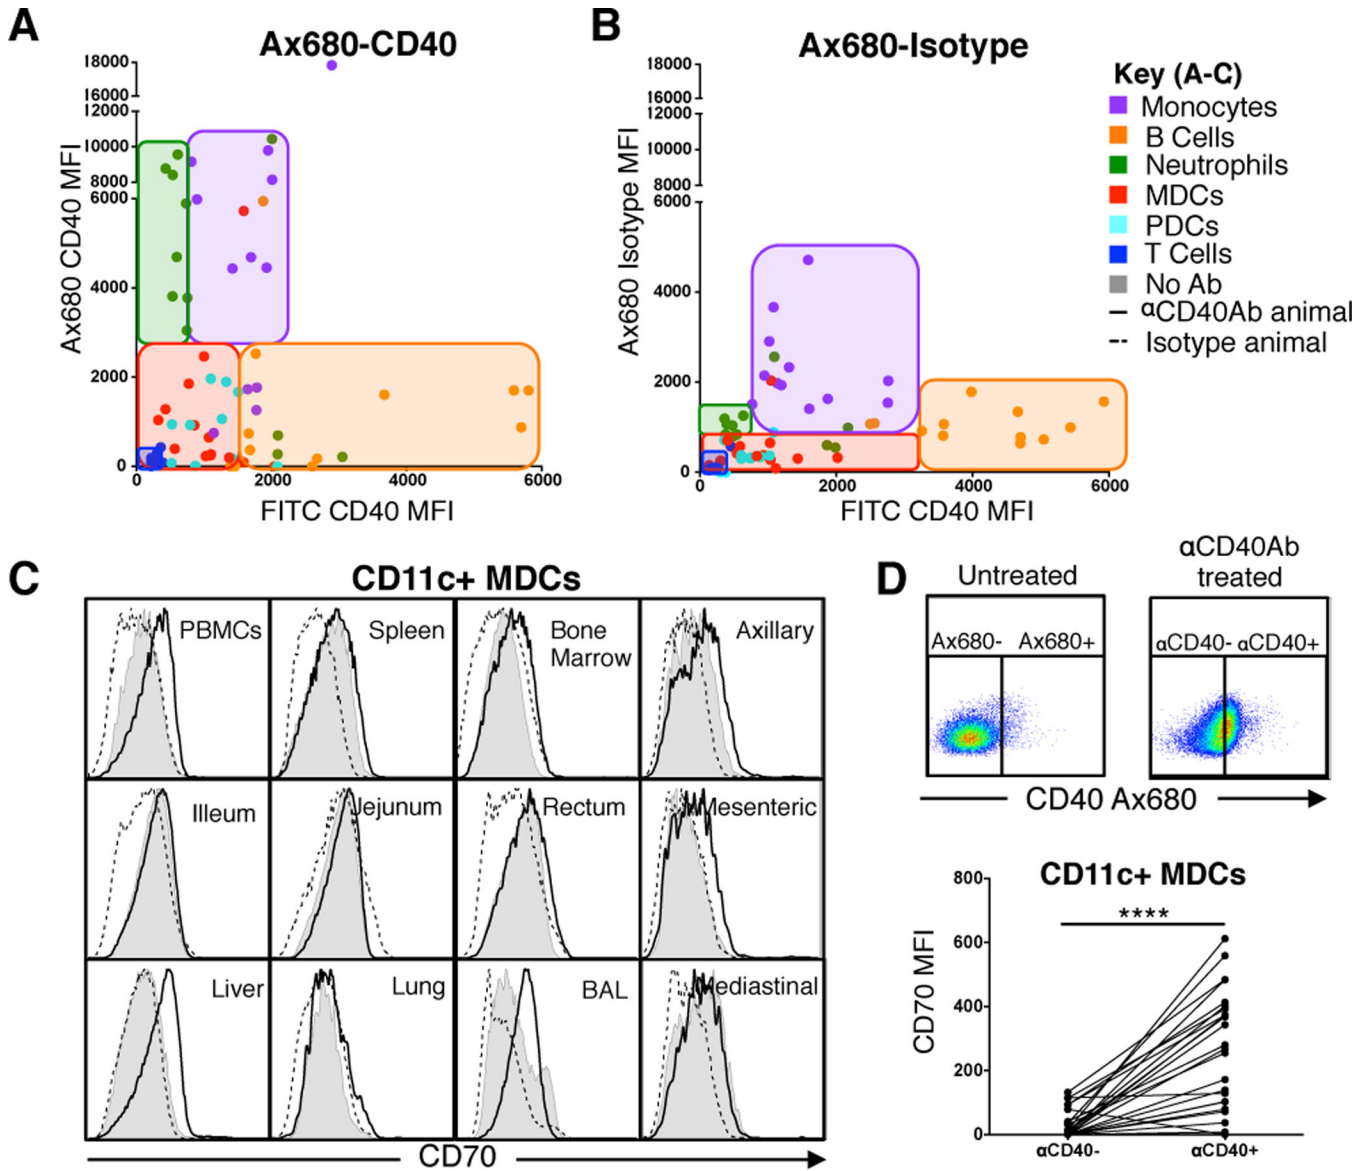 A
Ax680-CD40
18000
16000
12000
10000
8000
6000
4000
2000
0
Ax680 CD40 MFI
0
2000
4000
6000
FITC CD40 MFI
B
Ax680-Isotype
18000
16000
12000
10000
8000
6000
4000
2000
0
Ax680 Isotype MFI
0
2000
4000
6000
FITC CD40 MFI
Key (A-C)
Monocytes
B Cells
Neutrophils
MDCs
PDCs
T Cells
No Ab
αCD40Ab animal
Isotype animal
C
CD11c+ MDCs
PBMCs
Spleen
Bone
Marrow
Axillary
Illeum
Jejunum
Rectum
Mesenteric
Liver
Lung
BAL
Mediastinal
CD70
D
Untreated
αCD40Ab
treated
Ax680-
Ax680+
αCD40-
αCD40+
CD40 Ax680
CD11c+ MDCs
****
800
600
400
200
0
CD70 MFI
αCD40-
αCD40+